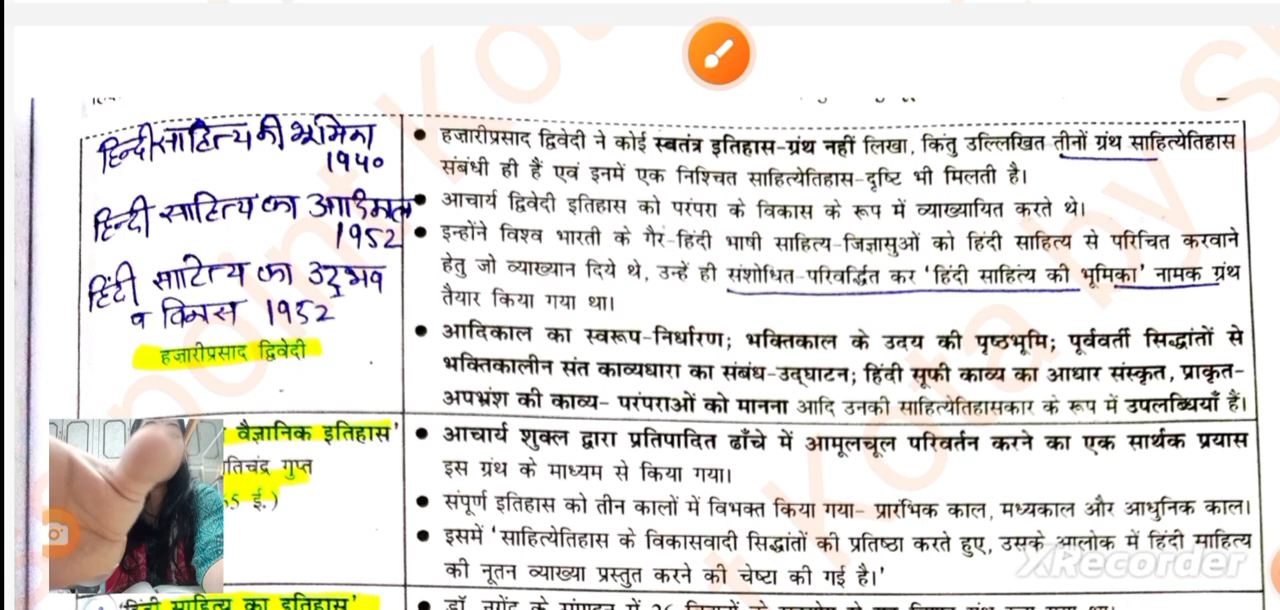 हिन्दी साहित्य की भूमिका
1940
हिन्दी साहित्य का आदिकाल
1952
हिंदी साहित्य का उद्भव
व विकास 1952
हज़ारीप्रसाद द्विवेदी
हज़ारीप्रसाद द्विवेदी ने कोई स्वतंत्र इतिहास-ग्रंथ नहीं लिखा, किंतु उल्लिखित तीनों ग्रंथ साहित्येतिहास
संबंधी ही हैं एवं इनमें एक निश्चित साहित्येतिहास-दृष्टि भी मिलती है।
आचार्य द्विवेदी इतिहास को परंपरा के विकास के रूप में व्याख्यायित करते थे।
इन्होंने विश्व भारती के गैर-हिंदी भाषी साहित्य-जिज्ञासुओं को हिंदी साहित्य से परिचित करवाने
हेतु जो व्याख्यान दिये थे, उन्हें ही संशोधित-परिवर्द्धित कर 'हिंदी साहित्य की भूमिका' नामक ग्रंथ
तैयार किया गया था।
आदिकाल का स्वरूप-निर्धारण; भक्तिकाल के उदय की पृष्ठभूमि; पूर्ववर्ती सिद्धांतों से
भक्तिकालीन संत काव्यधारा का संबंध-उद्घाटन; हिंदी सूफी काव्य का आधार संस्कृत, प्राकृत-
अपभ्रंश की काव्य- परंपराओं को मानना आदि उनकी साहित्येतिहासकार के रूप में उपलब्धियाँ हैं।
वैज्ञानिक इतिहास'
तिचंद्र गुप्त
5 ई.)
आचार्य शुक्ल द्वारा प्रतिपादित ढाँचे में आमूलचूल परिवर्तन करने का एक सार्थक प्रयास
इस ग्रंथ के माध्यम से किया गया।
संपूर्ण इतिहास को तीन कालों में विभक्त किया गया- प्रारंभिक काल, मध्यकाल और आधुनिक काल।
इसमें 'साहित्येतिहास के विकासवादी सिद्धांतों की प्रतिष्ठा करते हुए, उसके आलोक में हिंदी साहित्य
की नूतन व्याख्या प्रस्तुत करने की चेष्टा की गई है।'
XRecorder
'हिंदी साहित्य का इतिहास'
डॉ. नगेंद्र के